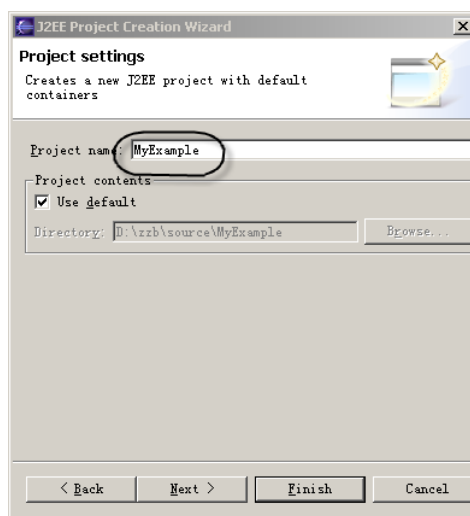 J2EE Project Creation Wizard
Project settings
Creates a new J2EE project with default
containers
Project name: MyExample
Project contents
Use default
Directory: D:\zzb\source\MyExample Browse...
< Back Next > Finish Cancel